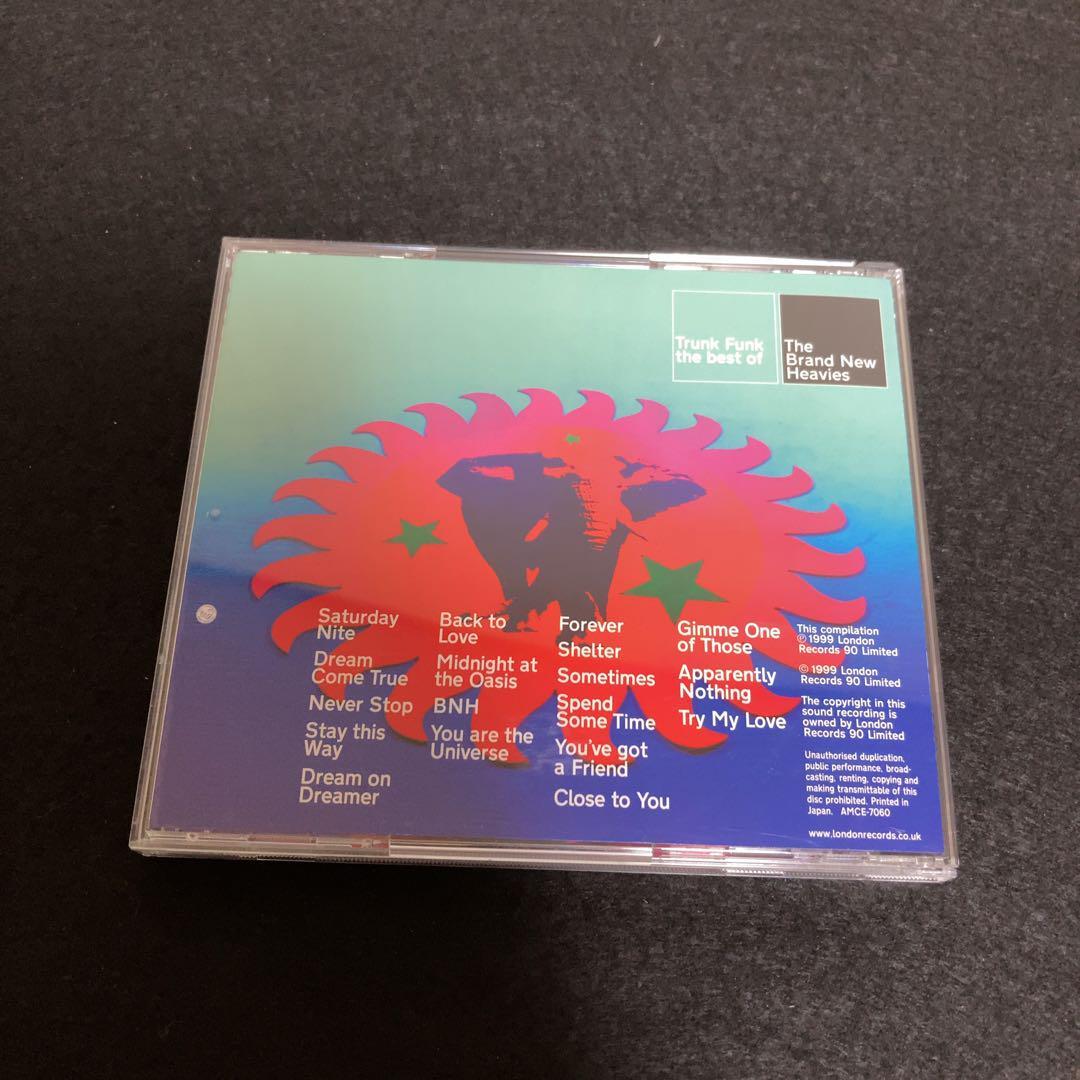 Trunk Funk
the best of
The
Brand New
Heavies
Saturday
Nite
Dream
Come True
Never Stop
Stay this
Way
Dream on
Dreamer
Back to
Love
Midnight at
the Oasis
BNH
You are the
Universe
Forever
Shelter
Sometimes
Spend
Some Time
You've got
a Friend
Close to You
Gimme One
of Those
Apparently
Nothing
Try My Love
This compilation
℗ 1999 London
Records 90 Limited
© 1999 London
Records 90 Limited
The copyright in this
sound recording is
owned by London
Records 90 Limited
Unauthorised duplication,
public performance, broad-
casting, renting, copying and
making transmittable of this
disc prohibited. Printed in
Japan. AMCE-7060
www.londonrecords.co.uk